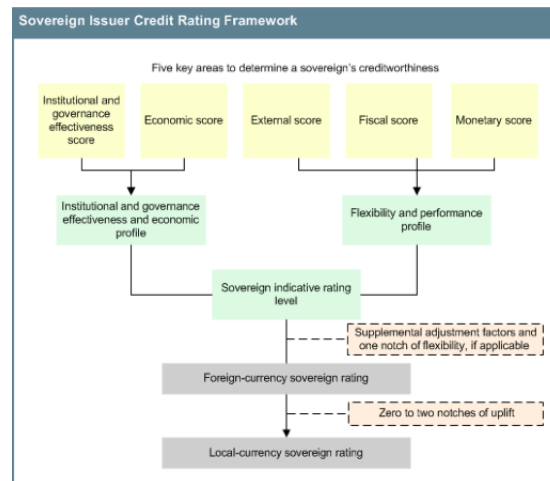 Sovereign Issuer Credit Rating Framework
Five key areas to determine a sovereign's creditworthiness
Institutional and
governance
effectiveness
score
Economic score
External score
Fiscal score
Monetary score
Institutional and governance
effectiveness and economic
profile
Flexibility and performance
profile
Sovereign indicative rating
level
Supplemental adjustment factors and
one notch of flexibility, if applicable
Foreign-currency sovereign rating
Zero to two notches of uplift
Local-currency sovereign rating